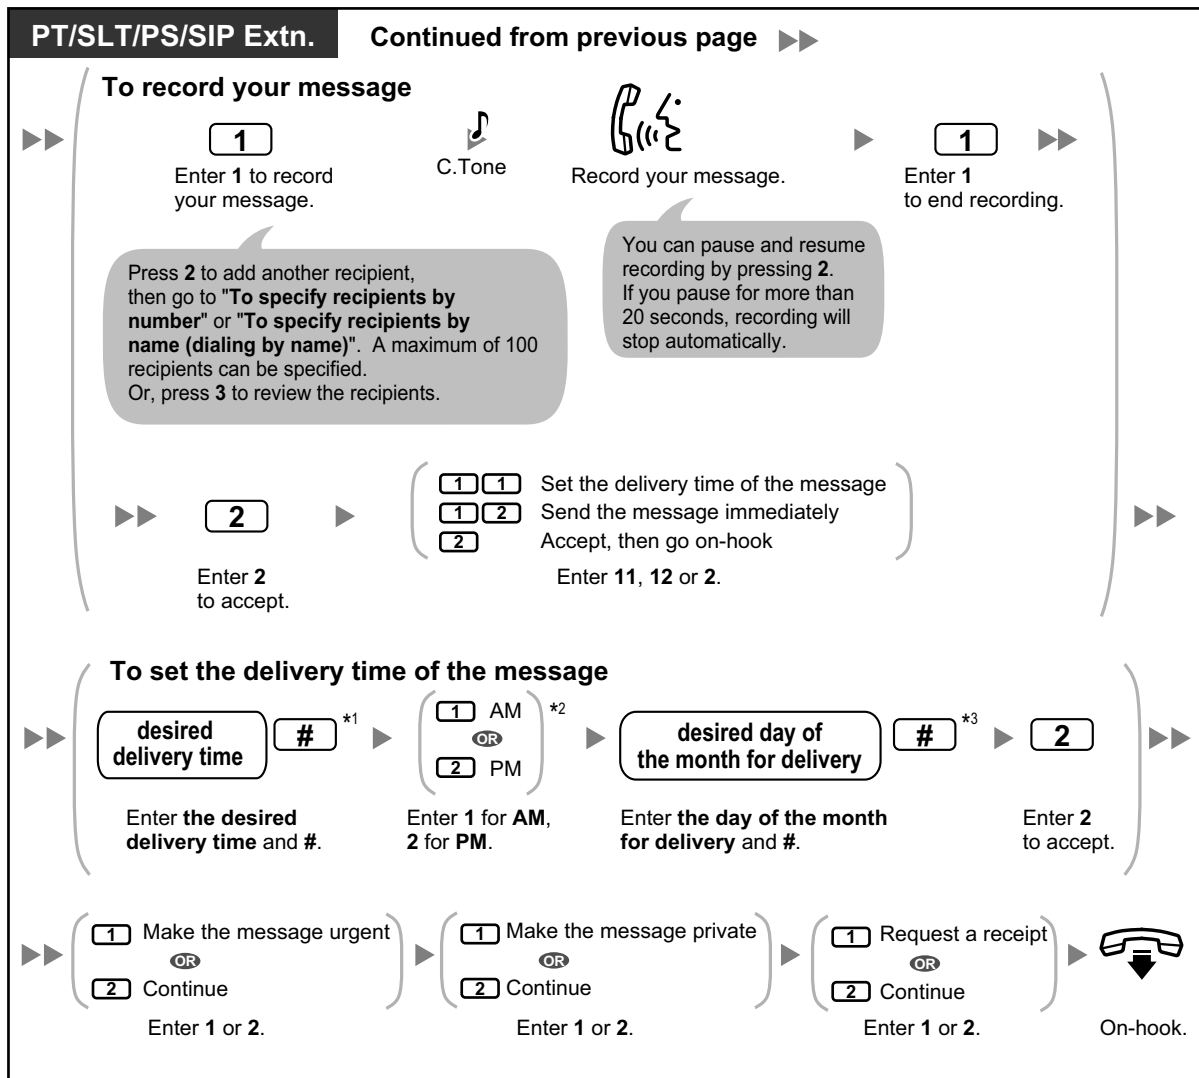 PT/SLT/PS/SIP Extn.
Continued from previous page
To record your message
1
Enter 1 to record
your message.
C.Tone
Record your message.
1
Enter 1
to end recording.
Press 2 to add another recipient,
then go to "To specify recipients by
number" or "To specify recipients by
name (dialing by name)". A maximum of 100
recipients can be specified.
Or, press 3 to review the recipients.
You can pause and resume
recording by pressing 2.
If you pause for more than
20 seconds, recording will
stop automatically.
2
Enter 2
to accept.
1 1 Set the delivery time of the message
1 2 Send the message immediately
2 Accept, then go on-hook
Enter 11, 12 or 2.
To set the delivery time of the message
desired
delivery time
# *1
Enter the desired
delivery time and #.
1 AM
OR
2 PM
*2
Enter 1 for AM,
2 for PM.
desired day of
the month for delivery
# *3
Enter the day of the month
for delivery and #.
2
Enter 2
to accept.
1 Make the message urgent
OR
2 Continue
Enter 1 or 2.
1 Make the message private
OR
2 Continue
Enter 1 or 2.
1 Request a receipt
OR
2 Continue
Enter 1 or 2.
On-hook.